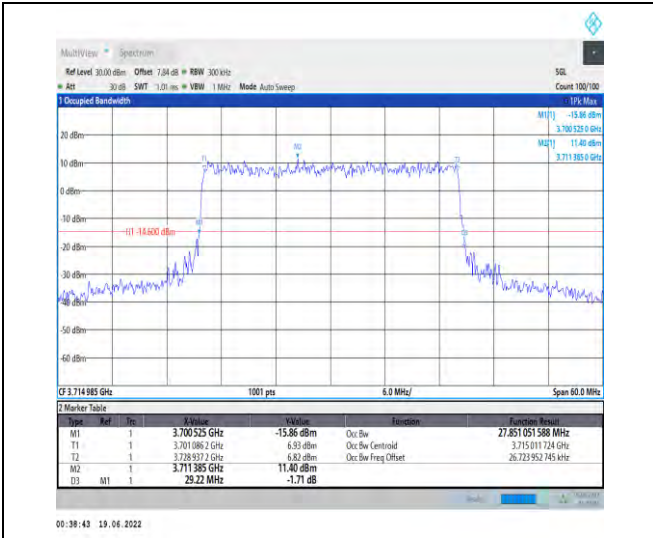 MultiView Spectrum
Ref Level 30.00 dBm Offset 7.84 dB RBW 300 kHz SGL
Att 30 dB SWT 1.01 ms VBW 1 MHz Mode Auto Sweep Count 100/100
1 Occupied Bandwidth 1Pk Max
M1[1] -15.86 dBm
3.700 525 0 GHz
M2[1] 11.40 dBm
3.711 385 0 GHz
20 dBm
M2
T1 T2
10 dBm
0 dBm
-10 dBm
M1
H1 -14.600 dBm
D3
-20 dBm
-30 dBm
-40 dBm
-50 dBm
-60 dBm
CF 3.714 985 GHz 1001 pts 6.0 MHz/ Span 60.0 MHz
2 Marker Table
Type Ref Trc X-Value Y-Value Function Function Result
M1 1 3.700 525 GHz -15.86 dBm Occ Bw 27.851 051 588 MHz
T1 1 3.701 086 2 GHz 6.93 dBm Occ Bw Centroid 3.715 011 724 GHz
T2 1 3.728 937 2 GHz 6.82 dBm Occ Bw Freq Offset 26.723 952 745 kHz
M2 1 3.711 385 GHz 11.40 dBm
D3 M1 1 29.22 MHz -1.71 dB
00:38:43 19.06.2022